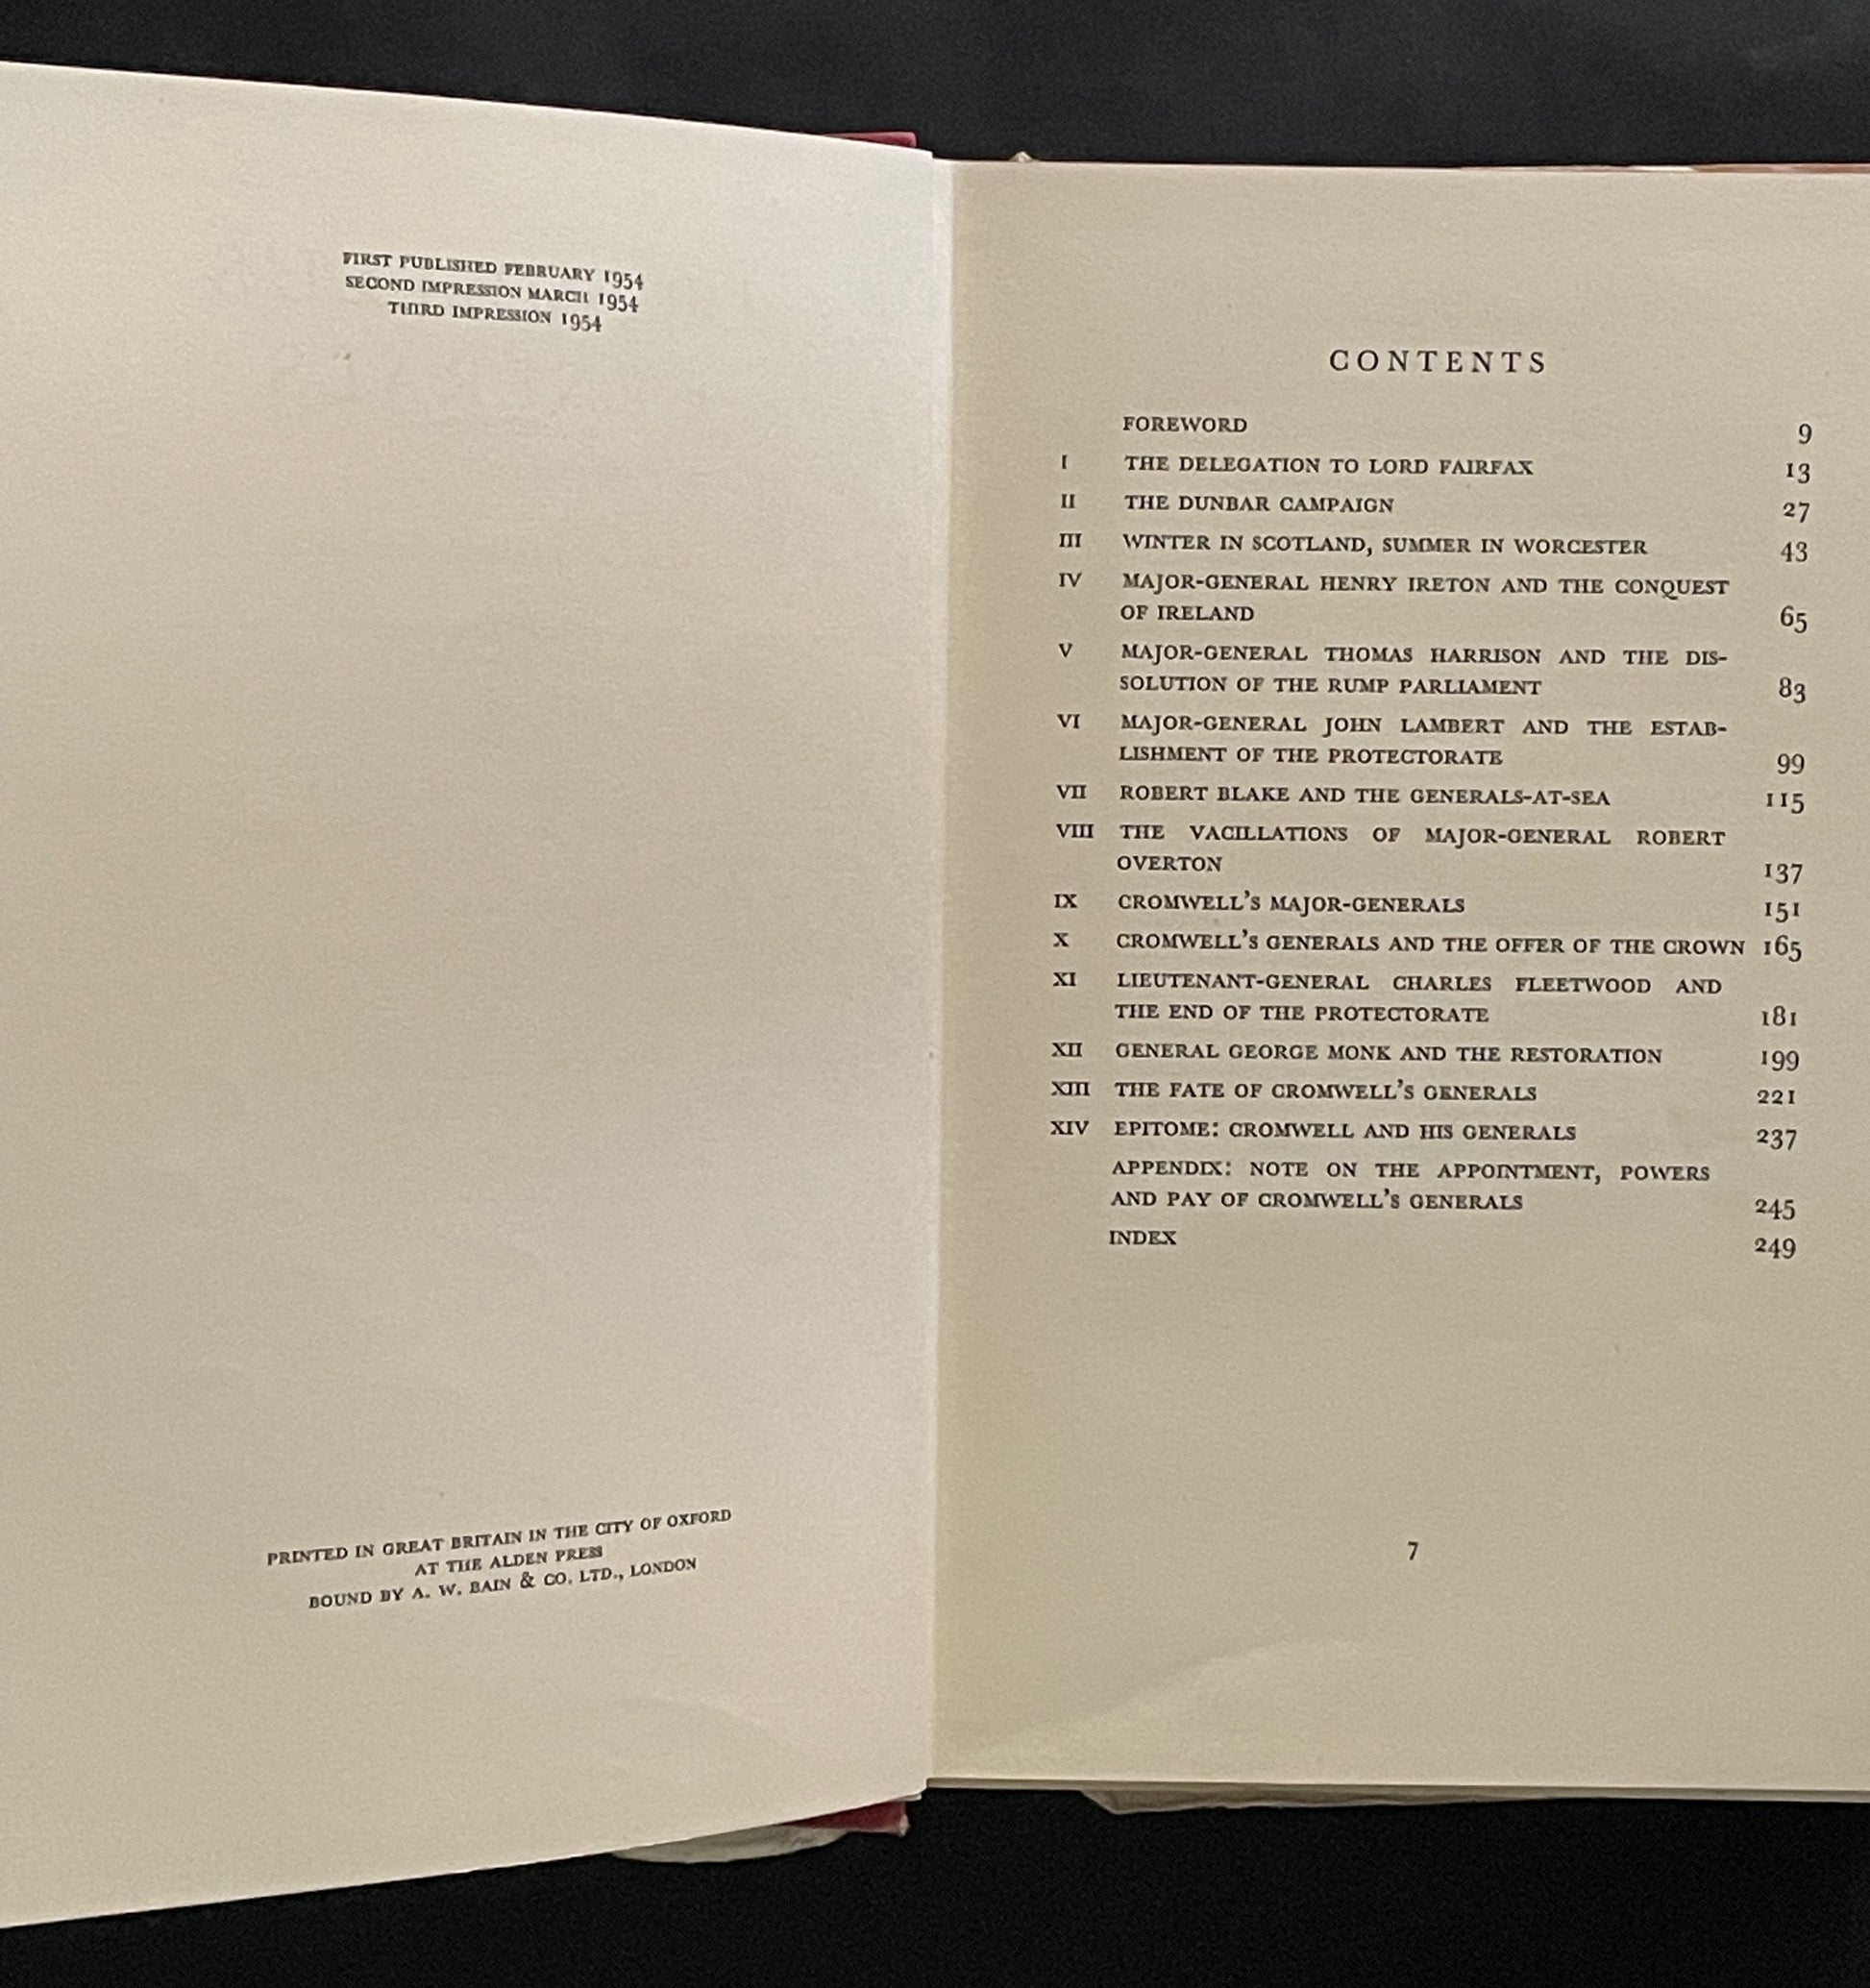 FIRST PUBLISHED FEBRUARY 1954
SECOND IMPRESSION MARCH 1954
THIRD IMPRESSION 1954
PRINTED IN GREAT BRITAIN IN THE CITY OF OXFORD
AT THE ALDEN PRESS
BOUND BY A. W. BAIN & CO. LTD., LONDON
CONTENTS
FOREWORD 9
I THE DELEGATION TO LORD FAIRFAX 13
II THE DUNBAR CAMPAIGN 27
III WINTER IN SCOTLAND, SUMMER IN WORCESTER 43
IV MAJOR-GENERAL HENRY IRETON AND THE CONQUEST
OF IRELAND 65
V MAJOR-GENERAL THOMAS HARRISON AND THE DIS-
SOLUTION OF THE RUMP PARLIAMENT 83
VI MAJOR-GENERAL JOHN LAMBERT AND THE ESTAB-
LISHMENT OF THE PROTECTORATE 99
VII ROBERT BLAKE AND THE GENERALS-AT-SEA 115
VIII THE VACILLATIONS OF MAJOR-GENERAL ROBERT
OVERTON 137
IX CROMWELL'S MAJOR-GENERALS 151
X CROMWELL'S GENERALS AND THE OFFER OF THE CROWN 165
XI LIEUTENANT-GENERAL CHARLES FLEETWOOD AND
THE END OF THE PROTECTORATE 181
XII GENERAL GEORGE MONK AND THE RESTORATION 199
XIII THE FATE OF CROMWELL'S GENERALS 221
XIV EPITOME: CROMWELL AND HIS GENERALS 237
APPENDIX: NOTE ON THE APPOINTMENT, POWERS
AND PAY OF CROMWELL'S GENERALS 245
INDEX 249
7